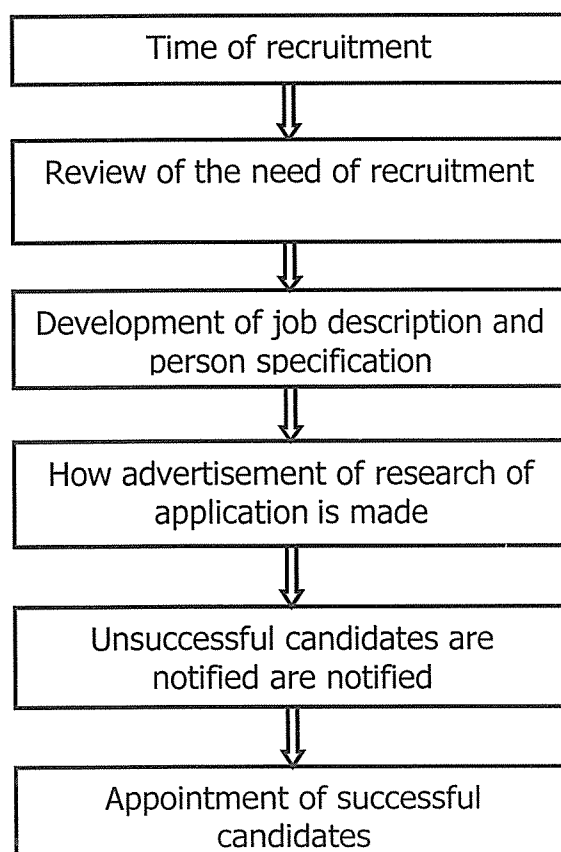 Time of recruitment
Review of the need of recruitment
Development of job description and
person specification
How advertisement of research of
application is made
Unsuccessful candidates are
notified are notified
Appointment of successful
candidates